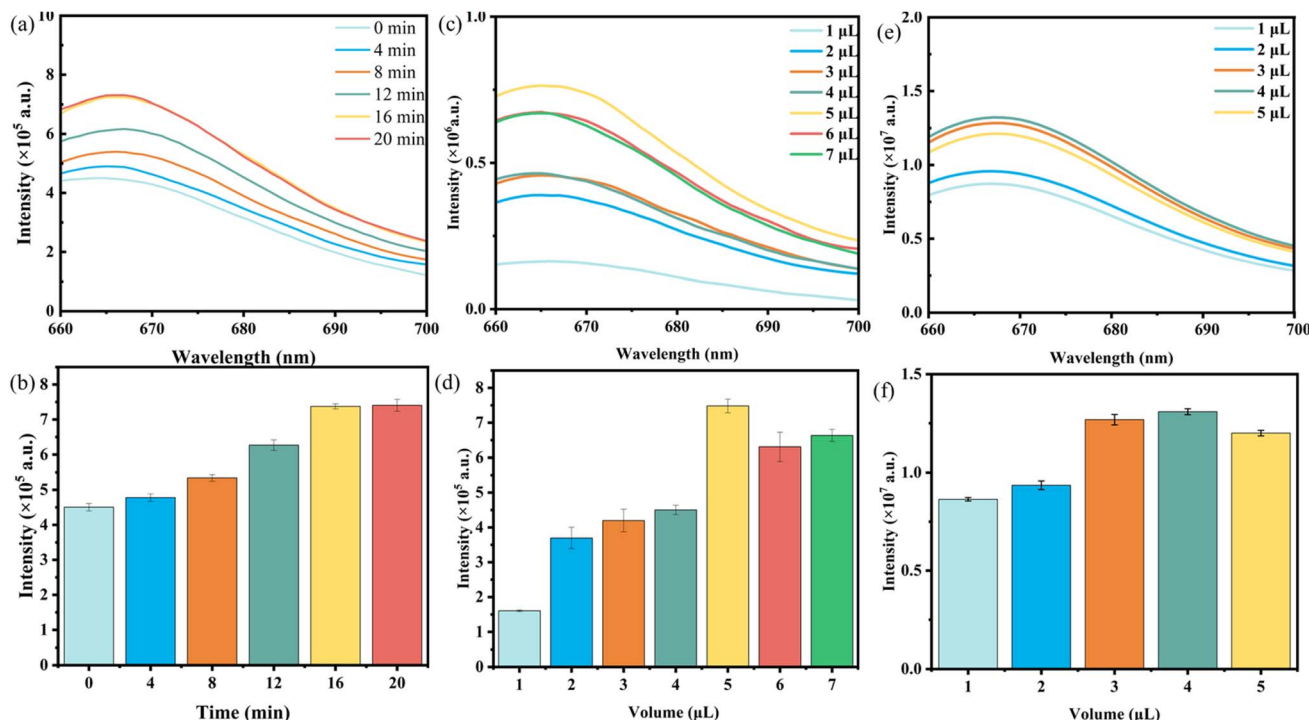 (a)
10
8
6
4
2
0
Intensity (×10⁵ a.u.)
0 min
4 min
8 min
12 min
16 min
20 min
660 670 680 690 700
Wavelength (nm)
(c)
1.0
0.5
0.0
Intensity (×10⁶a.u.)
1 µL
2 µL
3 µL
4 µL
5 µL
6 µL
7 µL
660 670 680 690 700
Wavelength (nm)
(e)
2.0
1.5
1.0
0.5
0.0
Intensity (×10⁷ a.u.)
1 µL
2 µL
3 µL
4 µL
5 µL
660 670 680 690 700
Wavelength (nm)
(b)
8
7
6
5
4
3
2
1
0
Intensity (×10⁵ a.u.)
0 4 8 12 16 20
Time (min)
(d)
8
7
6
5
4
3
2
1
0
Intensity (×10⁵ a.u.)
1 2 3 4 5 6 7
Volume (µL)
(f)
1.5
1.0
0.5
0.0
Intensity (×10⁷ a.u.)
1 2 3 4 5
Volume (µL)